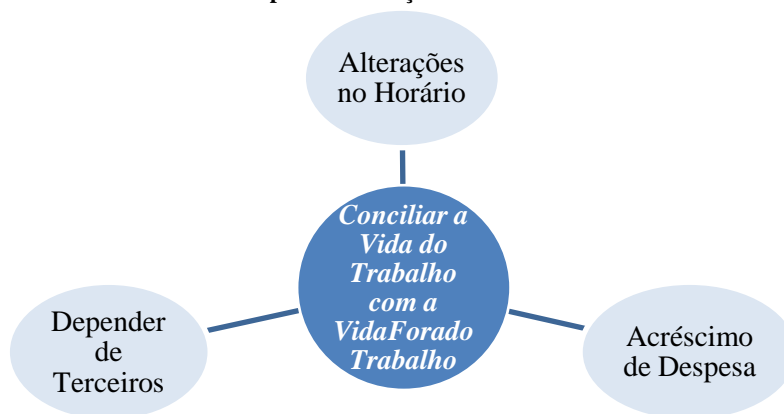 Alterações
no Horário
Conciliar a
Vida do
Trabalho
com a
VidaForado
Trabalho
Depender
de
Terceiros
Acréscimo
de Despesa